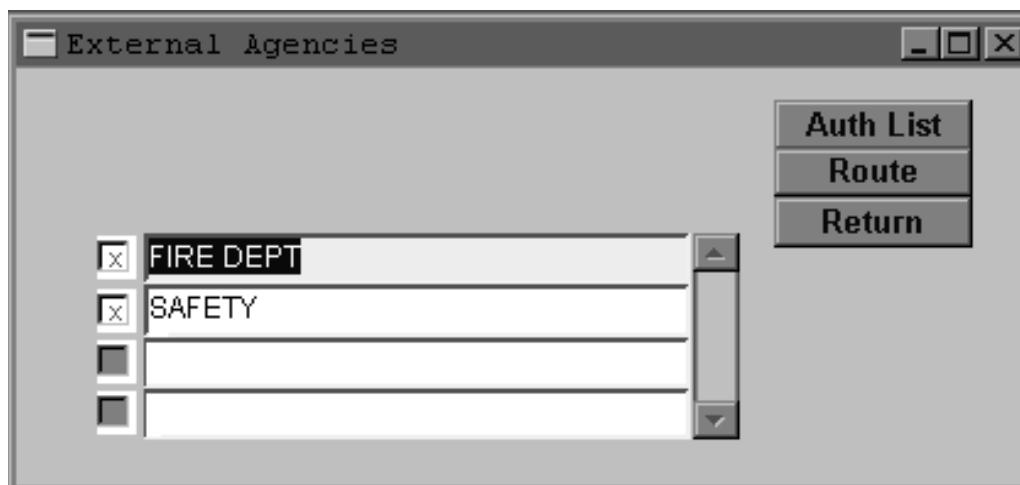 External Agencies
Auth List
Route
Return
x FIRE DEPT
x SAFETY